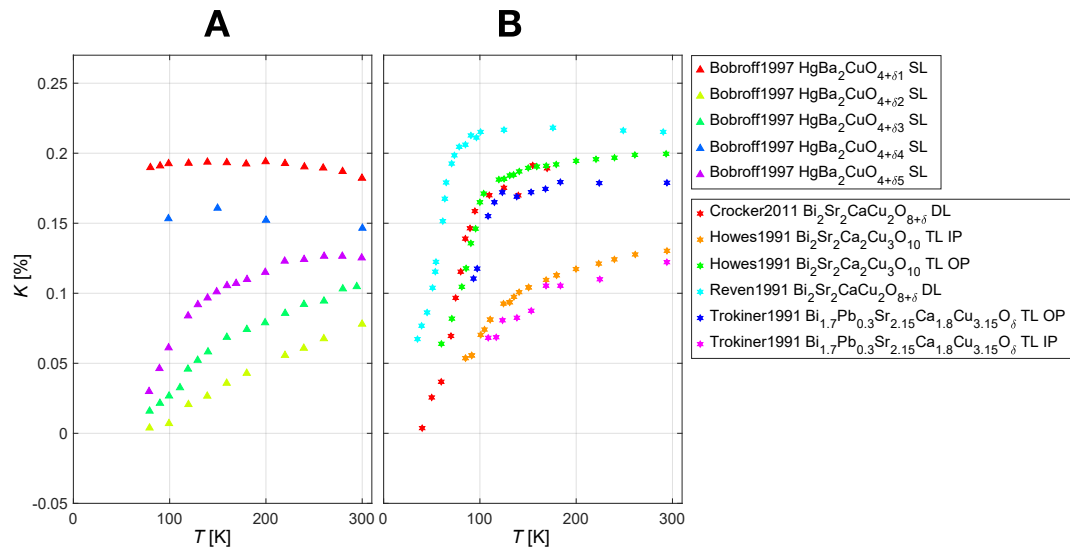 A B
0.25
0.2
0.15
0.1
0.05
0
-0.05
K [%]
0 100 200 300
0 100 200 300
T [K]
T [K]
Bobroff1997 HgBa₂CuO₄₊δ₁ SL
Bobroff1997 HgBa₂CuO₄₊δ₂ SL
Bobroff1997 HgBa₂CuO₄₊δ₃ SL
Bobroff1997 HgBa₂CuO₄₊δ₄ SL
Bobroff1997 HgBa₂CuO₄₊δ₅ SL
Crocker2011 Bi₂Sr₂CaCu₂O₈₊δ DL
Howes1991 Bi₂Sr₂Ca₂Cu₃O₁₀ TL IP
Howes1991 Bi₂Sr₂Ca₂Cu₃O₁₀ TL OP
Reven1991 Bi₂Sr₂CaCu₂O₈₊δ DL
Trokiner1991 Bi₁.₇Pb₀.₃Sr₂.₁₅Ca₁.₈Cu₃.₁₅Oδ TL OP
Trokiner1991 Bi₁.₇Pb₀.₃Sr₂.₁₅Ca₁.₈Cu₃.₁₅Oδ TL IP